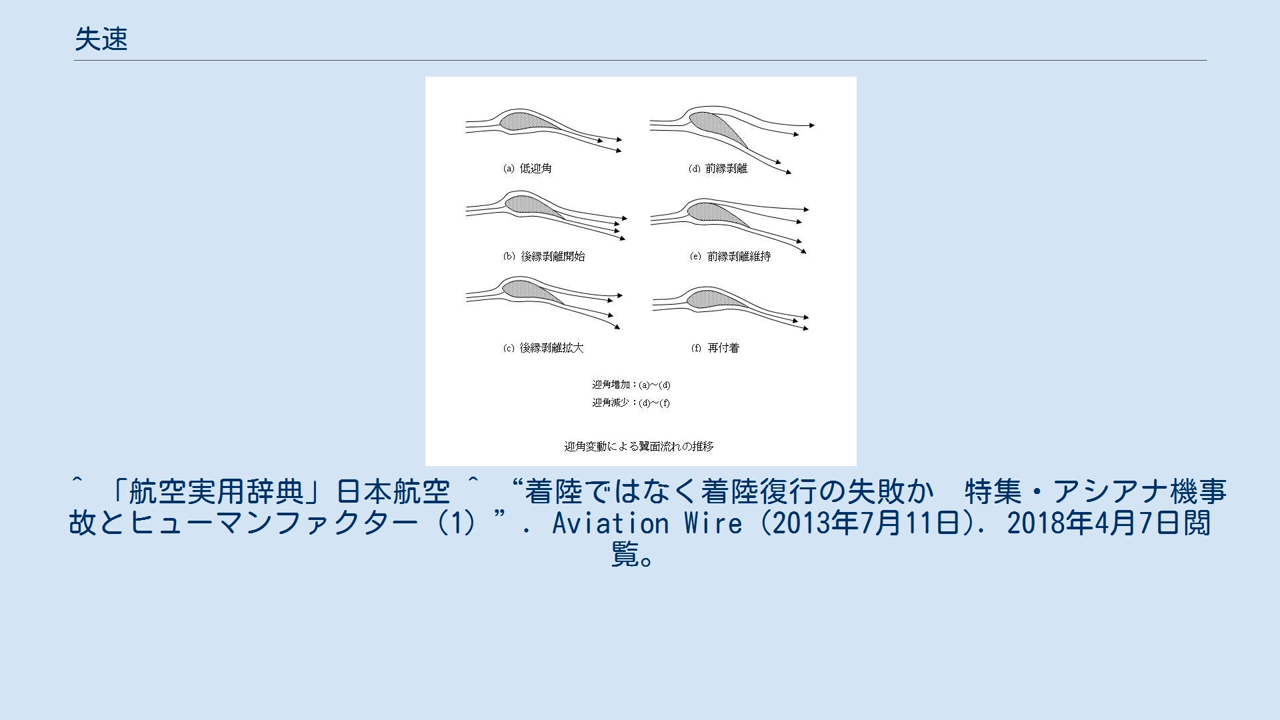 失速
(a) 低迎角
(b) 後縁剥離開始
(c) 後縁剥離拡大
(d) 前縁剥離
(e) 前縁剥離維持
(f) 再付着
迎角増加：(a)～(d)
迎角減少：(d)～(f)
迎角変動による翼面流れの推移
^ 「航空実用辞典」日本航空 ^ “着陸ではなく着陸復行の失敗か　特集・アシアナ機事
故とヒューマンファクター（1）”. Aviation Wire (2013年7月11日). 2018年4月7日閲
覧。